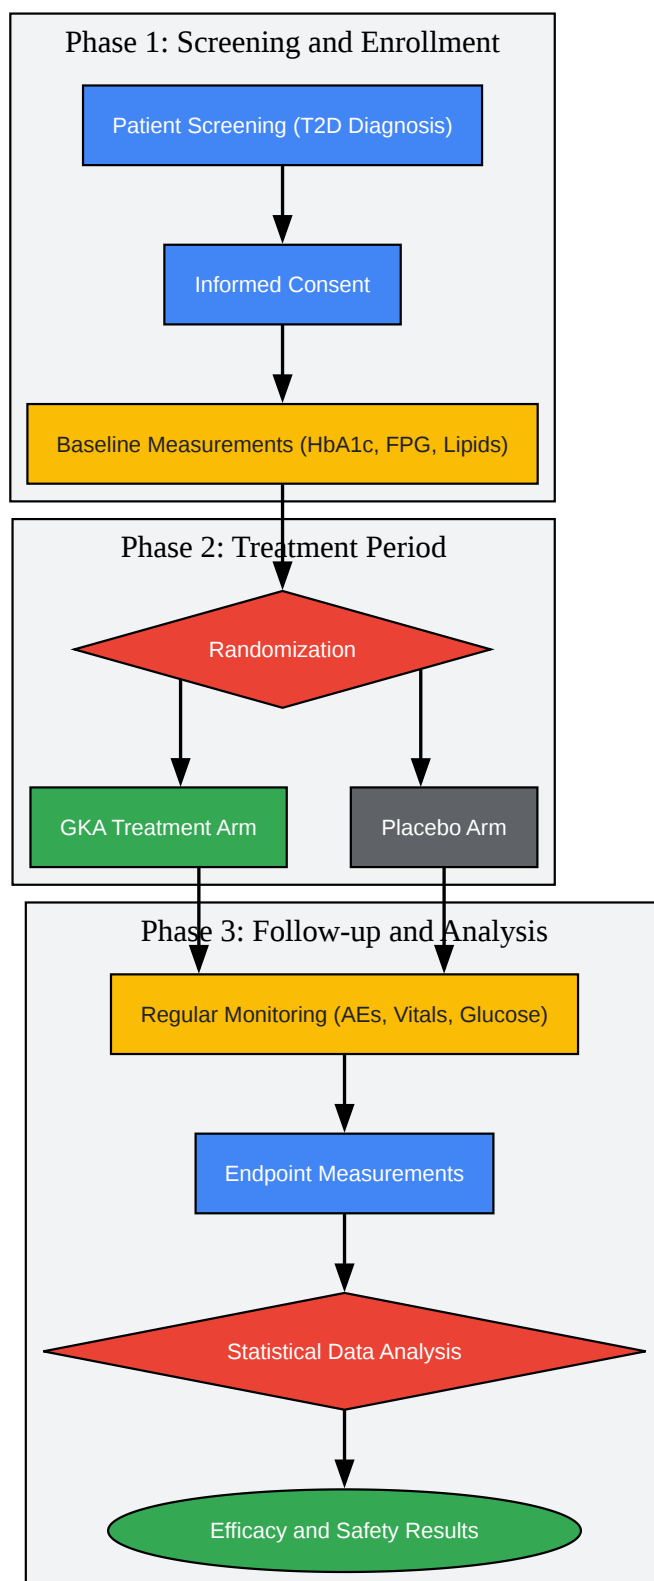 Phase 1: Screening and Enrollment
Patient Screening (T2D Diagnosis)
Informed Consent
Baseline Measurements (HbA1c, FPG, Lipids)
Phase 2: Treatment Period
Randomization
GKA Treatment Arm
Placebo Arm
Phase 3: Follow-up and Analysis
Regular Monitoring (AEs, Vitals, Glucose)
Endpoint Measurements
Statistical Data Analysis
Efficacy and Safety Results